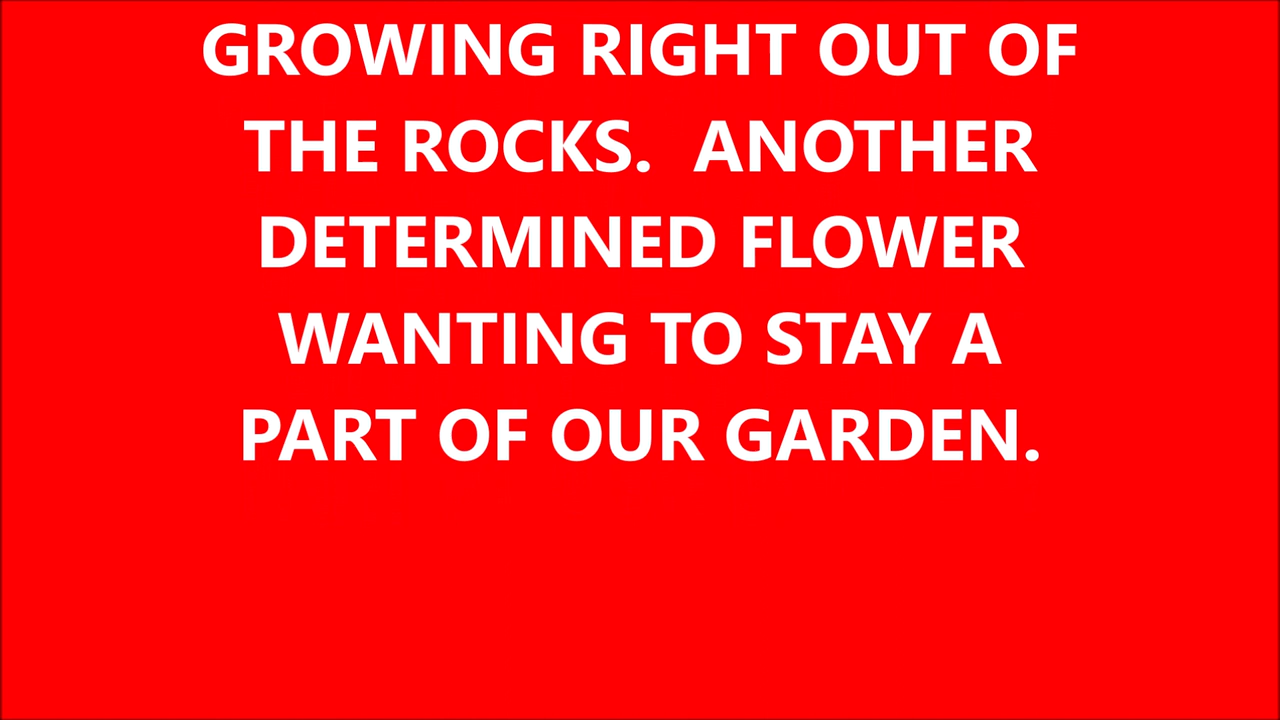 GROWING RIGHT OUT OF
THE ROCKS.  ANOTHER
DETERMINED FLOWER
WANTING TO STAY A
PART OF OUR GARDEN.